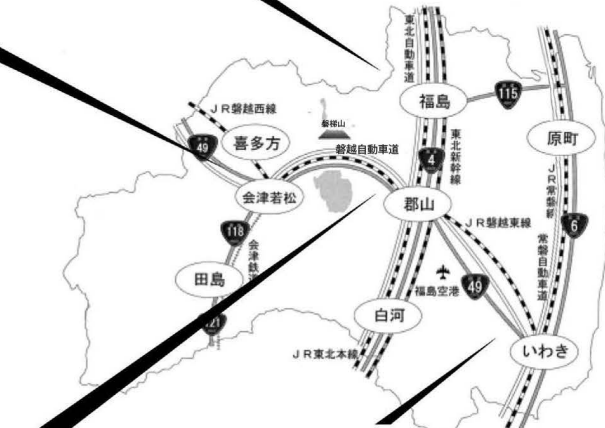 東北自動車道
福島
115
原町
JR磐越西線
喜多方
49
磐梯山
磐越自動車道
4
東北新幹線
会津若松
郡山
JR磐越東線
JR常磐線
6
118
会津鉄道
常磐自動車道
田島
福島空港
49
白河
いわき
JR東北本線